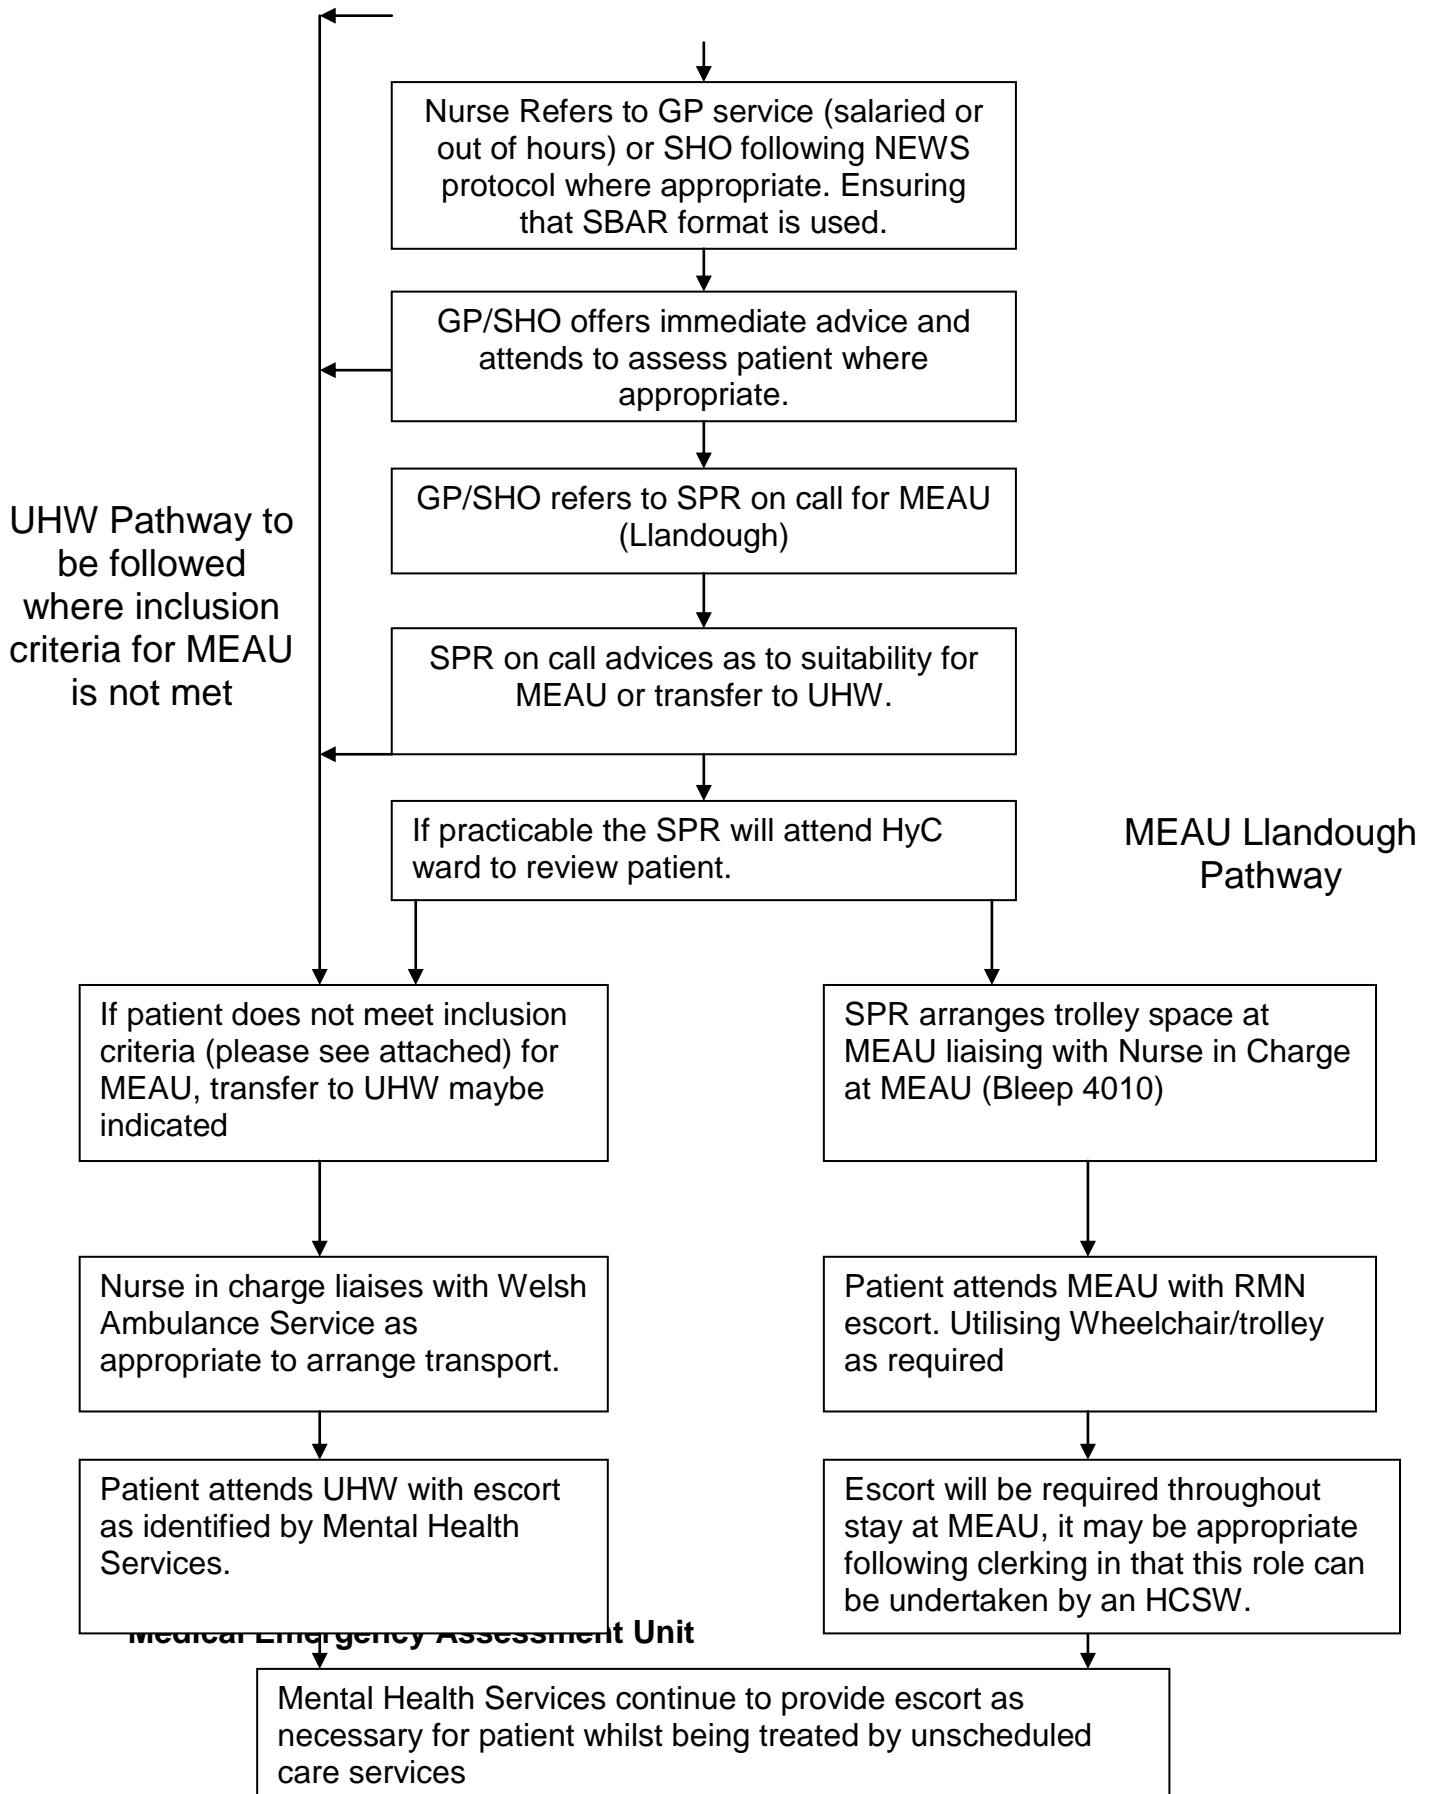 Nurse Refers to GP service (salaried or
out of hours) or SHO following NEWS
protocol where appropriate. Ensuring
that SBAR format is used.
GP/SHO offers immediate advice and
attends to assess patient where
appropriate.
GP/SHO refers to SPR on call for MEAU
(Llandough)
UHW Pathway to
be followed
where inclusion
criteria for MEAU
is not met
SPR on call advices as to suitability for
MEAU or transfer to UHW.
If practicable the SPR will attend HyC
ward to review patient.
MEAU Llandough
Pathway
If patient does not meet inclusion
criteria (please see attached) for
MEAU, transfer to UHW maybe
indicated
SPR arranges trolley space at
MEAU liaising with Nurse in Charge
at MEAU (Bleep 4010)
Nurse in charge liaises with Welsh
Ambulance Service as
appropriate to arrange transport.
Patient attends MEAU with RMN
escort. Utilising Wheelchair/trolley
as required
Patient attends UHW with escort
as identified by Mental Health
Services.
Escort will be required throughout
stay at MEAU, it may be appropriate
following clerking in that this role can
be undertaken by an HCSW.
Medical Emergency Assessment Unit
Mental Health Services continue to provide escort as
necessary for patient whilst being treated by unscheduled
care services